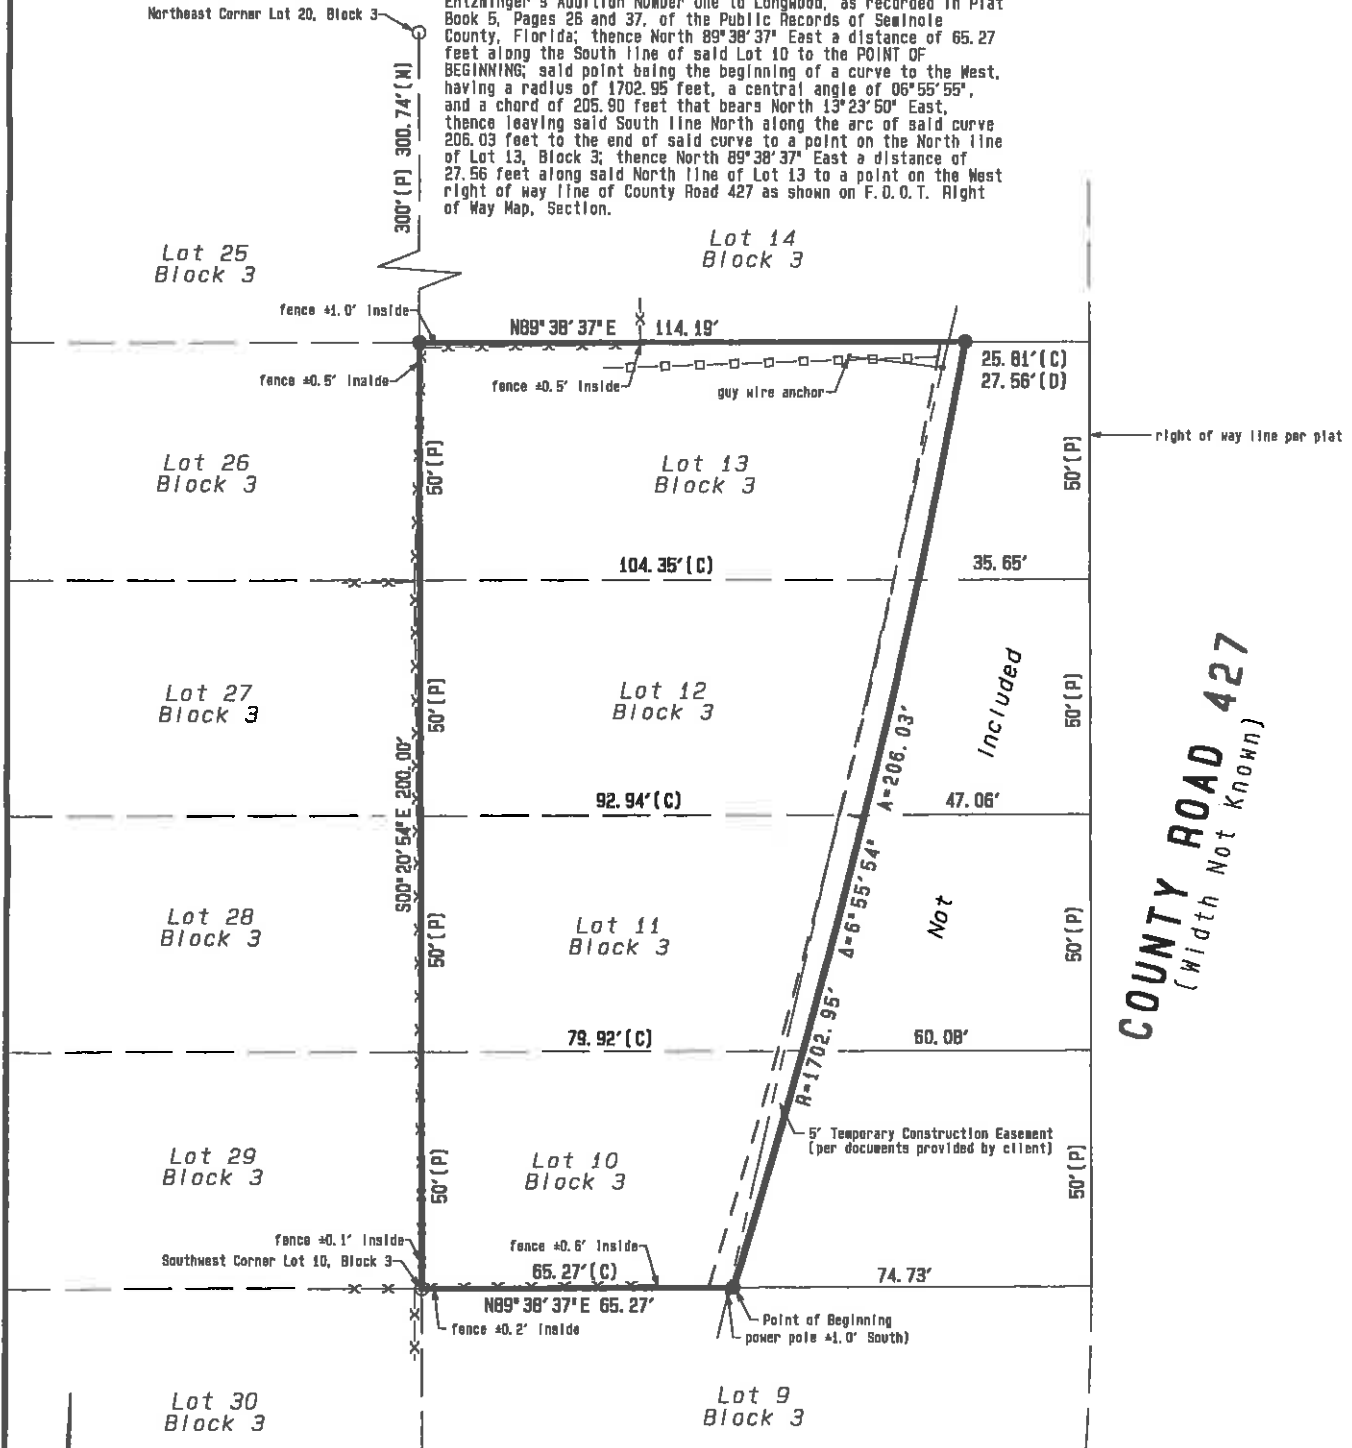 Northeast Corner Lot 20, Block 3
Entzminger's Addition Number One to Longwood, as recorded in Plat
Book 5, Pages 26 and 37, of the Public Records of Seminole
County, Florida; thence North 89°38'37" East a distance of 65.27
feet along the South line of said Lot 10 to the POINT OF
BEGINNING; said point being the beginning of a curve to the West,
having a radius of 1702.95 feet, a central angle of 06°55'55",
and a chord of 205.90 feet that bears North 13°23'50" East,
thence leaving said South line North along the arc of said curve
206.03 feet to the end of said curve to a point on the North line
of Lot 13, Block 3; thence North 89°38'37" East a distance of
27.56 feet along said North line of Lot 13 to a point on the West
right of way line of County Road 427 as shown on F.D.O.T. Right
of Way Map, Section.
300'(P) 300.74'(M)
Lot 25
Block 3
Lot 14
Block 3
fence ±1.0' inside
N89°38'37"E 114.19'
fence ±0.5' inside
fence ±0.5' inside
guy wire anchor
25.81'(C)
27.56'(D)
right of way line per plat
Lot 26
Block 3
50'(P)
Lot 13
Block 3
50'(P)
104.35'(C)
35.65'
Lot 27
Block 3
50'(P)
Lot 12
Block 3
Included
50'(P)
S00°20'54"E 200.00'
92.94'(C)
A=206.03'
47.06'
COUNTY ROAD 427
(Width Not Known)
Lot 28
Block 3
50'(P)
Lot 11
Block 3
Δ=6°55'54"
Not
50'(P)
79.92'(C)
R=1702.95'
60.08'
5' Temporary Construction Easement
(per documents provided by client)
Lot 29
Block 3
50'(P)
Lot 10
Block 3
50'(P)
fence ±0.1' inside
Southwest Corner Lot 10, Block 3
fence ±0.6' inside
65.27'(C)
74.73'
N89°38'37"E 65.27'
fence ±0.2' inside
Point of Beginning
power pole ±1.0' South)
Lot 30
Block 3
Lot 9
Block 3